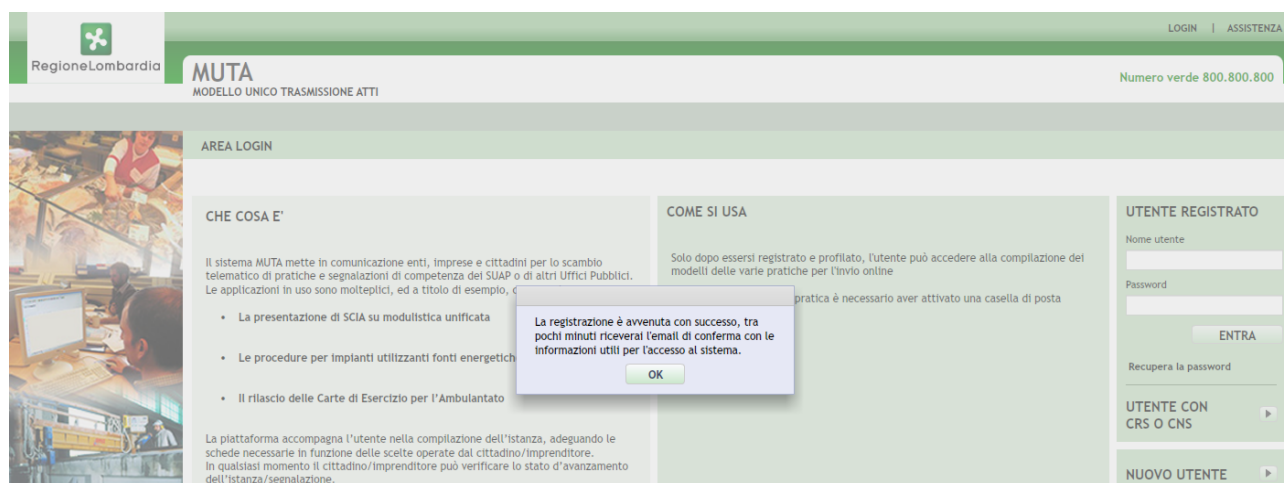 LOGIN | ASSISTENZA
RegioneLombardia
MUTA
MODELLO UNICO TRASMISSIONE ATTI
Numero verde 800.800.800
AREA LOGIN
CHE COSA E'
Il sistema MUTA mette in comunicazione enti, imprese e cittadini per lo scambio
telematico di pratiche e segnalazioni di competenza dei SUAP o di altri Uffici Pubblici.
Le applicazioni in uso sono molteplici, ed a titolo di esempio,
• La presentazione di SCIA su modulistica unificata
• Le procedure per impianti utilizzanti fonti energetiche
• Il rilascio delle Carte di Esercizio per l'Ambulantato
La piattaforma accompagna l'utente nella compilazione dell'istanza, adeguando le
schede necessarie in funzione delle scelte operate dal cittadino/imprenditore.
In qualsiasi momento il cittadino/imprenditore può verificare lo stato d'avanzamento
dell'istanza/segnalazione.
COME SI USA
Solo dopo essersi registrato e profilato, l'utente può accedere alla compilazione dei
modelli delle varie pratiche per l'invio online
pratica è necessario aver attivato una casella di posta
La registrazione è avvenuta con successo, tra
pochi minuti riceverai l'email di conferma con le
informazioni utili per l'accesso al sistema.
OK
UTENTE REGISTRATO
Nome utente
Password
ENTRA
Recupera la password
UTENTE CON
CRS O CNS
NUOVO UTENTE